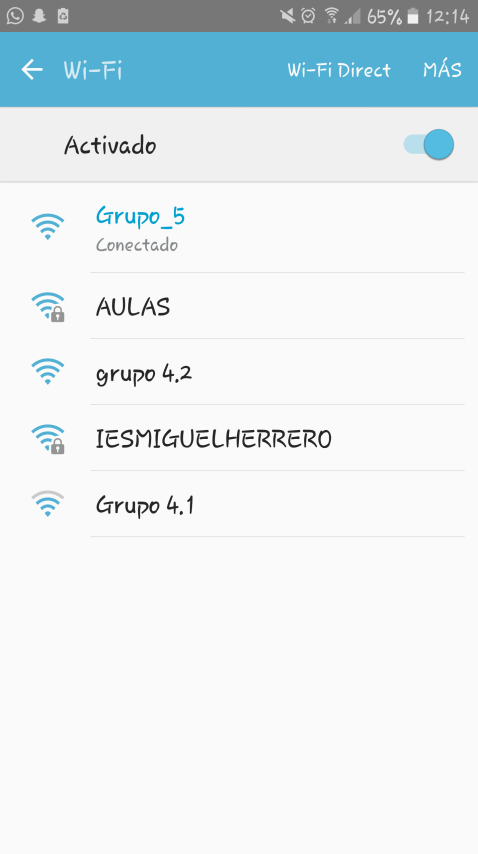 65% 12:14
Wi-Fi Wi-Fi Direct MÁS
Activado
Grupo_5
Conectado
AULAS
grupo 4.2
IESMIGUELHERRERO
Grupo 4.1